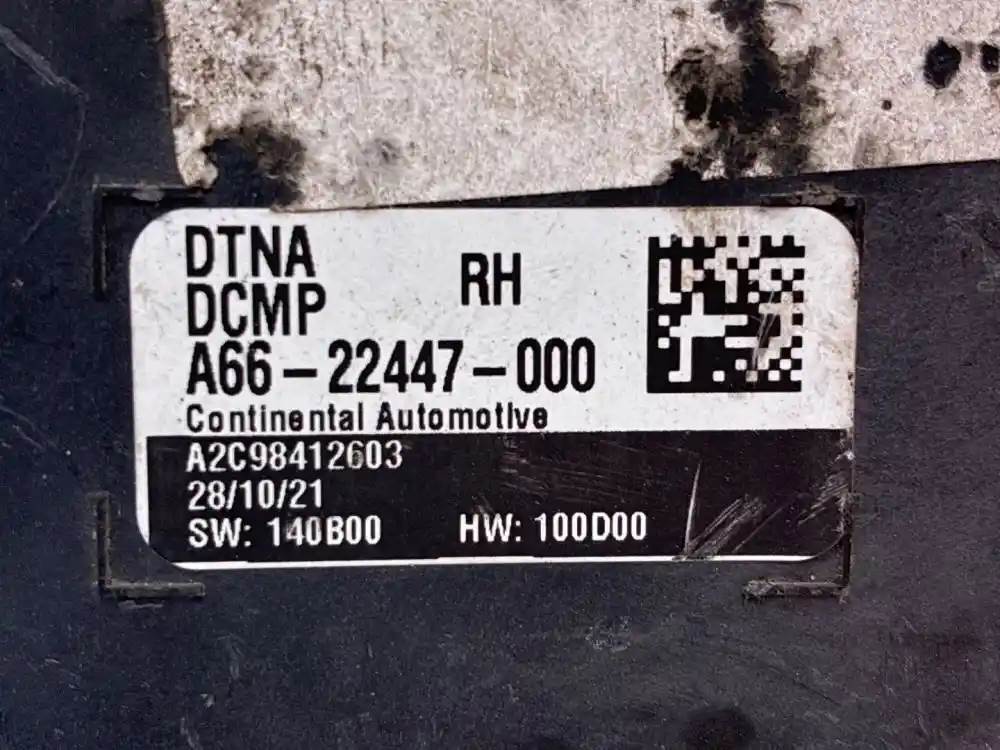 DTNA
DCMP RH
A66-22447-000
Continental Automotive
A2C98412603
28/10/21
SW: 140B00 HW: 100D00